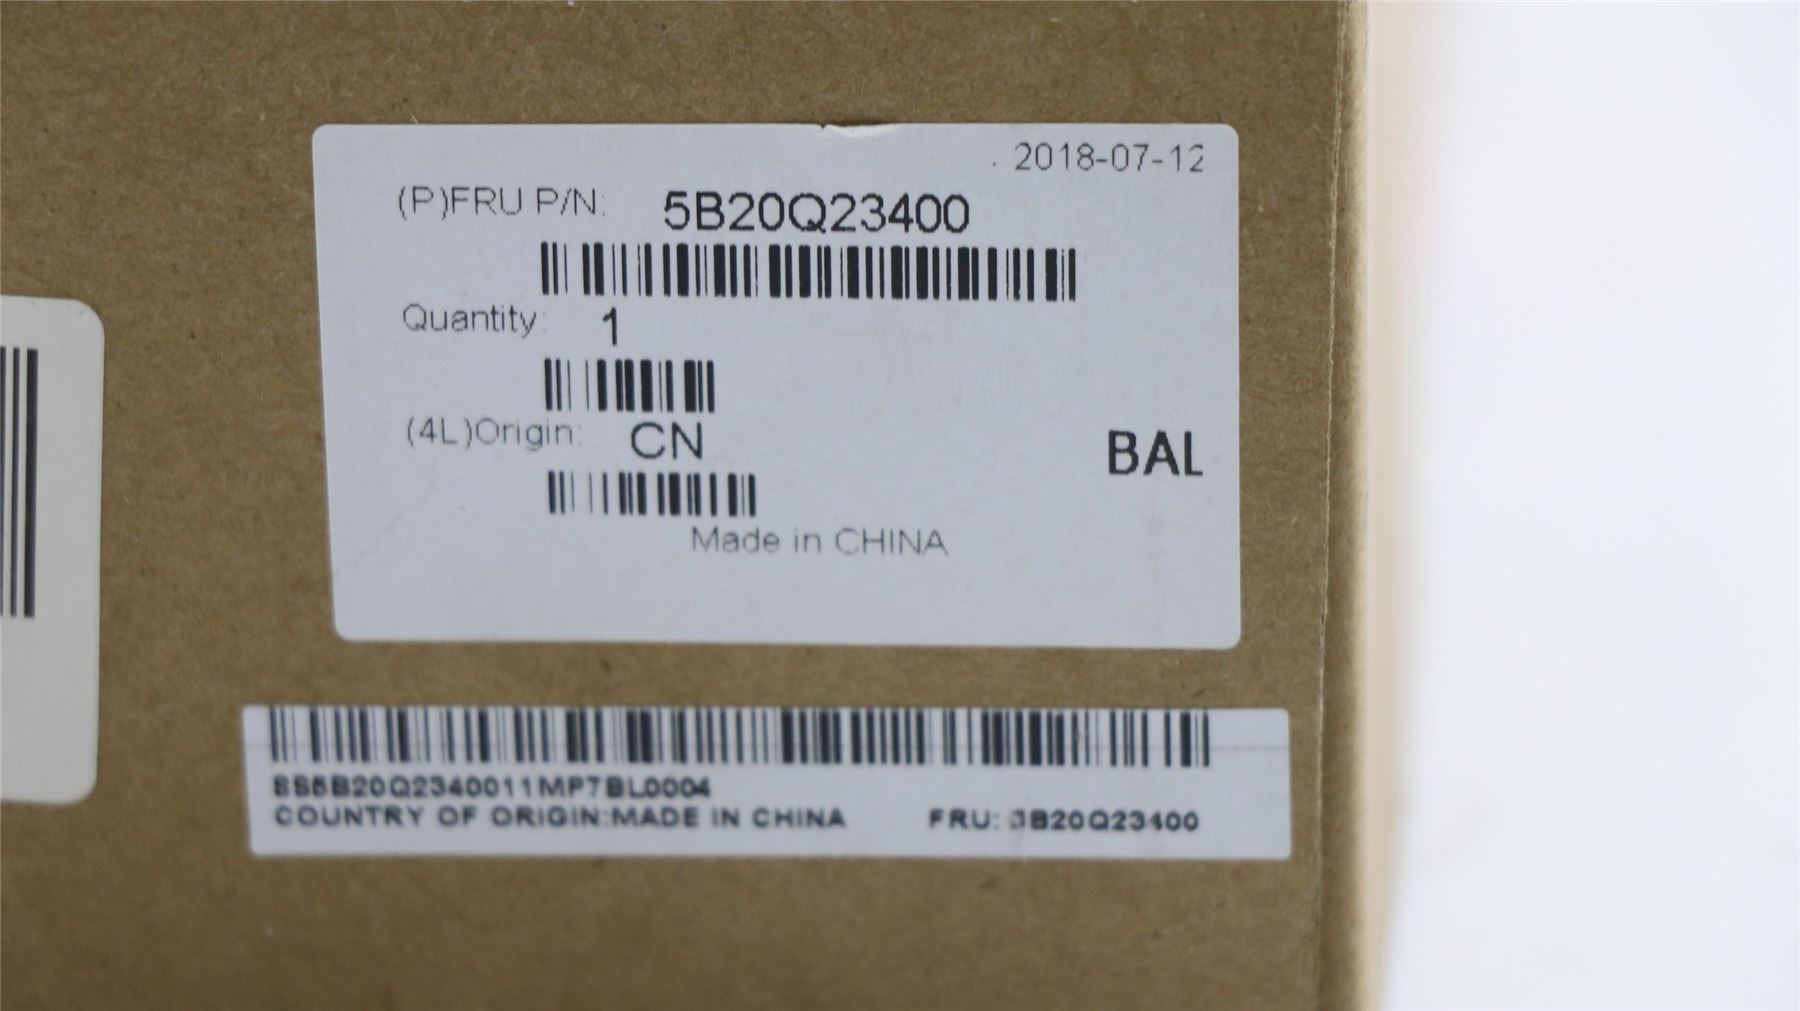 2018-07-12
(P)FRU P/N: 5B20Q23400
Quantity: 1
(4L)Origin: CN
BAL
Made in CHINA
8S5B20Q2340011MP7BL0004
COUNTRY OF ORIGIN:MADE IN CHINA FRU: 5B20Q23400